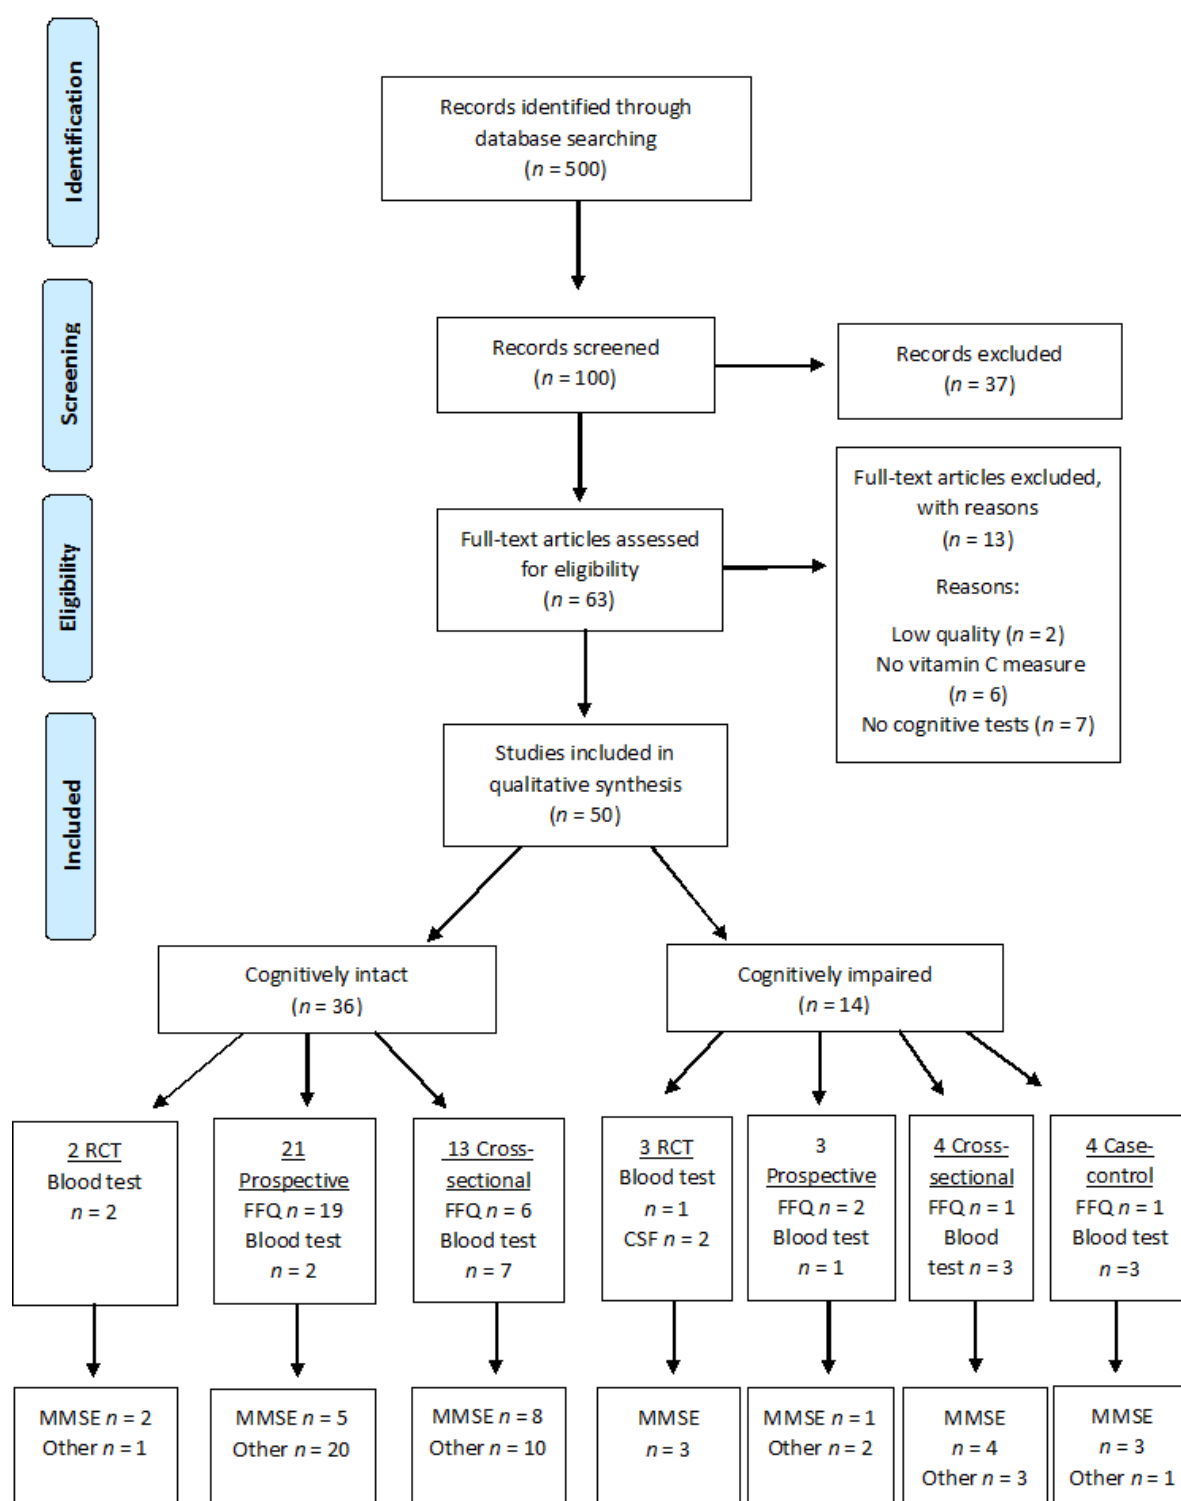 Identification
Records identified through
database searching
(n = 500)
Screening
Records screened
(n = 100)
Records excluded
(n = 37)
Eligibility
Full-text articles assessed
for eligibility
(n = 63)
Full-text articles excluded,
with reasons
(n = 13)
Reasons:
Low quality (n = 2)
No vitamin C measure
(n = 6)
No cognitive tests (n = 7)
Included
Studies included in
qualitative synthesis
(n = 50)
Cognitively intact
(n = 36)
Cognitively impaired
(n = 14)
2 RCT
Blood test
n = 2
21
Prospective
FFQ n = 19
Blood test
n = 2
13 Cross-
sectional
FFQ n = 6
Blood test
n = 7
3 RCT
Blood test
n = 1
CSF n = 2
3
Prospective
FFQ n = 2
Blood test
n = 1
4 Cross-
sectional
FFQ n = 1
Blood
test n = 3
4 Case-
control
FFQ n = 1
Blood test
n =3
MMSE n = 2
Other n = 1
MMSE n = 5
Other n = 20
MMSE n = 8
Other n = 10
MMSE
n = 3
MMSE n = 1
Other n = 2
MMSE
n = 4
Other n = 3
MMSE
n = 3
Other n = 1